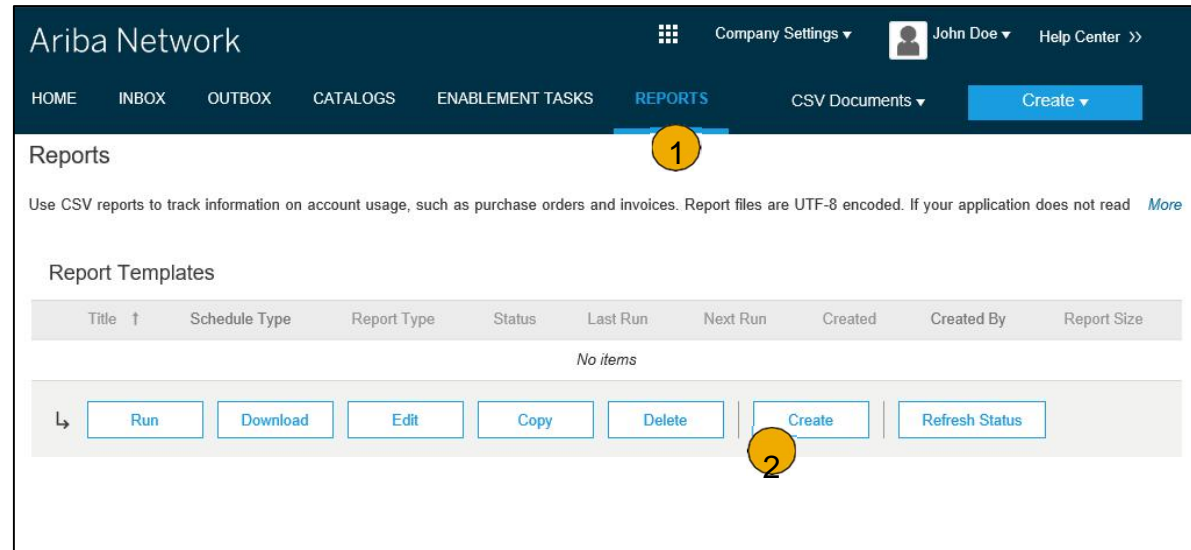 Ariba Network
Company Settings ▾ John Doe ▾ Help Center >>
HOME INBOX OUTBOX CATALOGS ENABLEMENT TASKS REPORTS CSV Documents ▾ Create ▾
1
Reports
Use CSV reports to track information on account usage, such as purchase orders and invoices. Report files are UTF-8 encoded. If your application does not read More
Report Templates
Title ↑ Schedule Type Report Type Status Last Run Next Run Created Created By Report Size
No items
↳ Run Download Edit Copy Delete Create Refresh Status
2